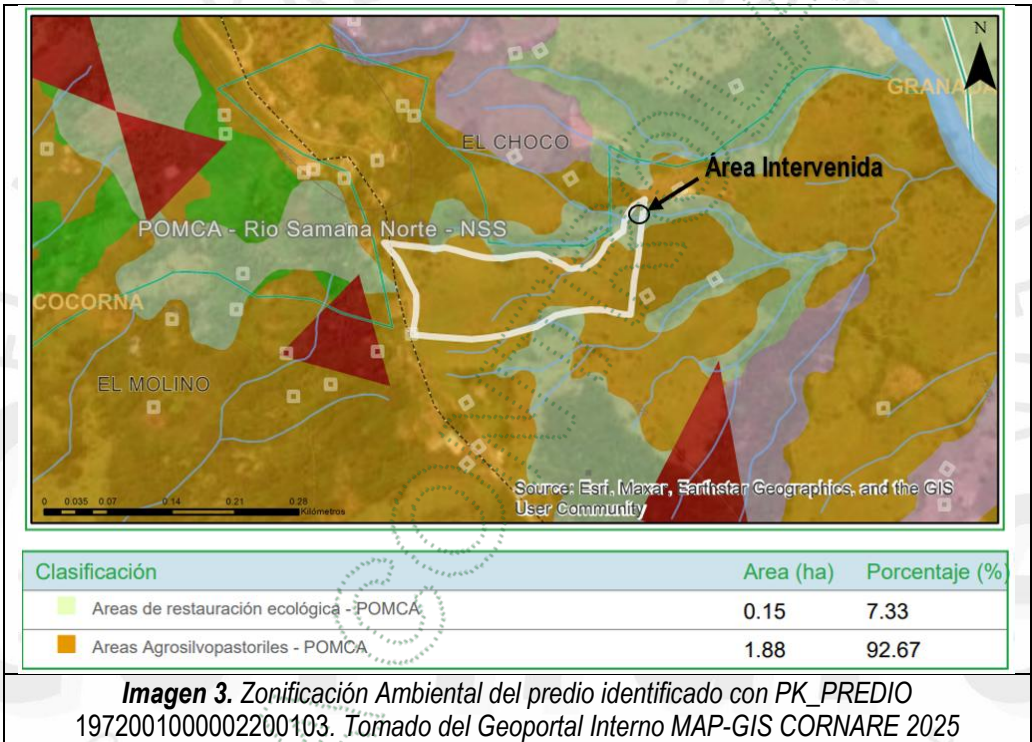 N
GRANADA
EL CHOCO
Área Intervenida
POMCA - Rio Samana Norte - NSS
COCORNA
EL MOLINO
0 0.035 0.07 0.14 0.21 0.28
Kilómetros
Source: Esri, Maxar, Earthstar Geographics, and the GIS
User Community
Clasificación Area (ha) Porcentaje (%)
Areas de restauración ecológica - POMCA 0.15 7.33
Areas Agrosilvopastoriles - POMCA 1.88 92.67
Imagen 3. Zonificación Ambiental del predio identificado con PK_PREDIO
1972001000002200103. Tomado del Geoportal Interno MAP-GIS CORNARE 2025